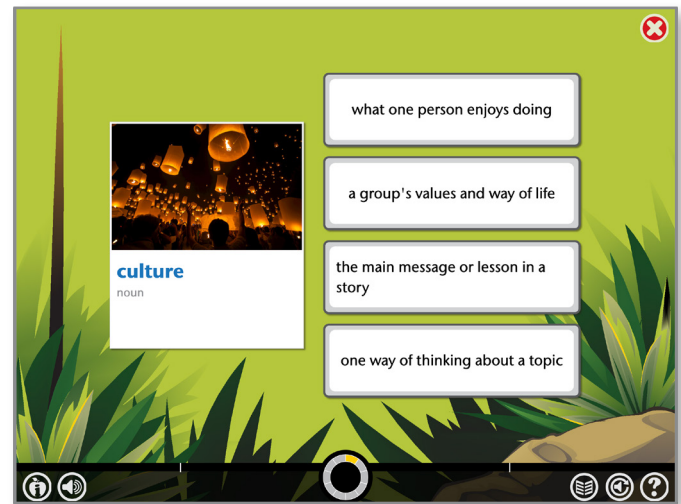 culture
noun
what one person enjoys doing
a group's values and way of life
the main message or lesson in a
story
one way of thinking about a topic
?